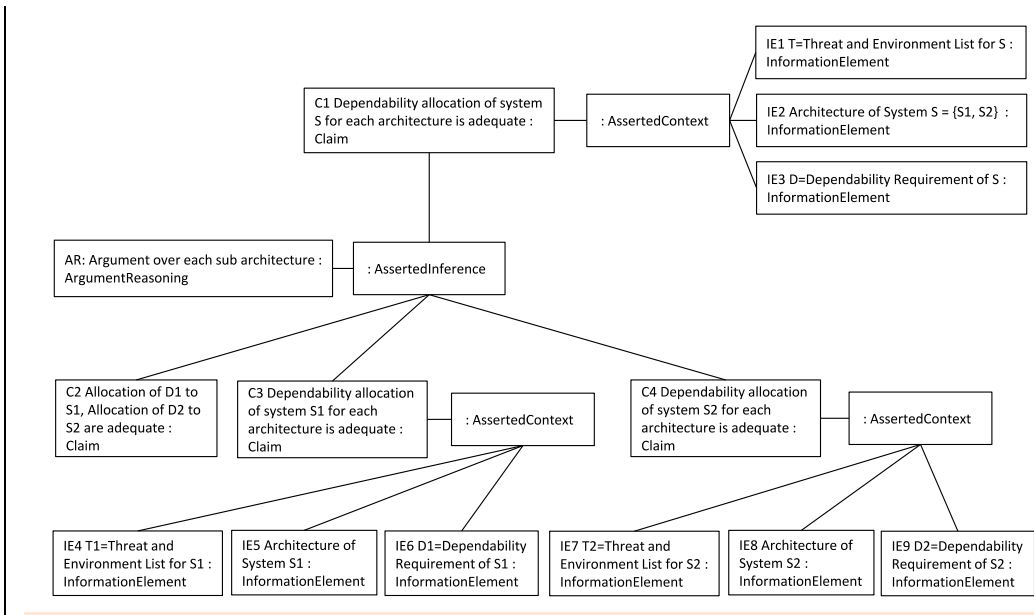 IE1 T=Threat and Environment List for S :
InformationElement
C1 Dependability allocation of system
S for each architecture is adequate :
Claim
: AssertedContext
IE2 Architecture of System S = {S1, S2} :
InformationElement
IE3 D=Dependability Requirement of S :
InformationElement
AR: Argument over each sub architecture :
ArgumentReasoning
: AssertedInference
C2 Allocation of D1 to
S1, Allocation of D2 to
S2 are adequate :
Claim
C3 Dependability allocation
of system S1 for each
architecture is adequate :
Claim
: AssertedContext
C4 Dependability allocation
of system S2 for each
architecture is adequate :
Claim
: AssertedContext
IE4 T1=Threat and
Environment List for S1 :
InformationElement
IE5 Architecture of
System S1 :
InformationElement
IE6 D1=Dependability
Requirement of S1 :
InformationElement
IE7 T2=Threat and
Environment List for S2 :
InformationElement
IE8 Architecture of
System S2 :
InformationElement
IE9 D2=Dependability
Requirement of S2 :
InformationElement